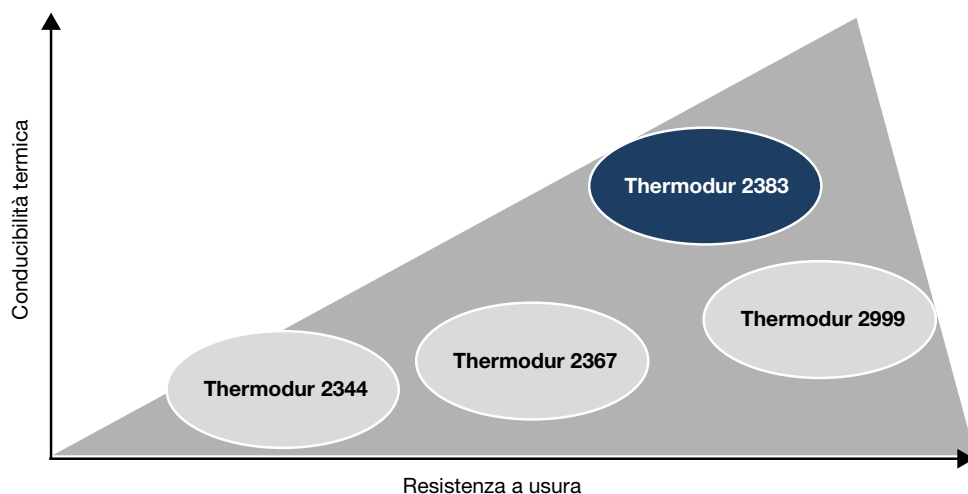 Conducibilità termica
Thermodur 2383
Thermodur 2999
Thermodur 2367
Thermodur 2344
Resistenza a usura